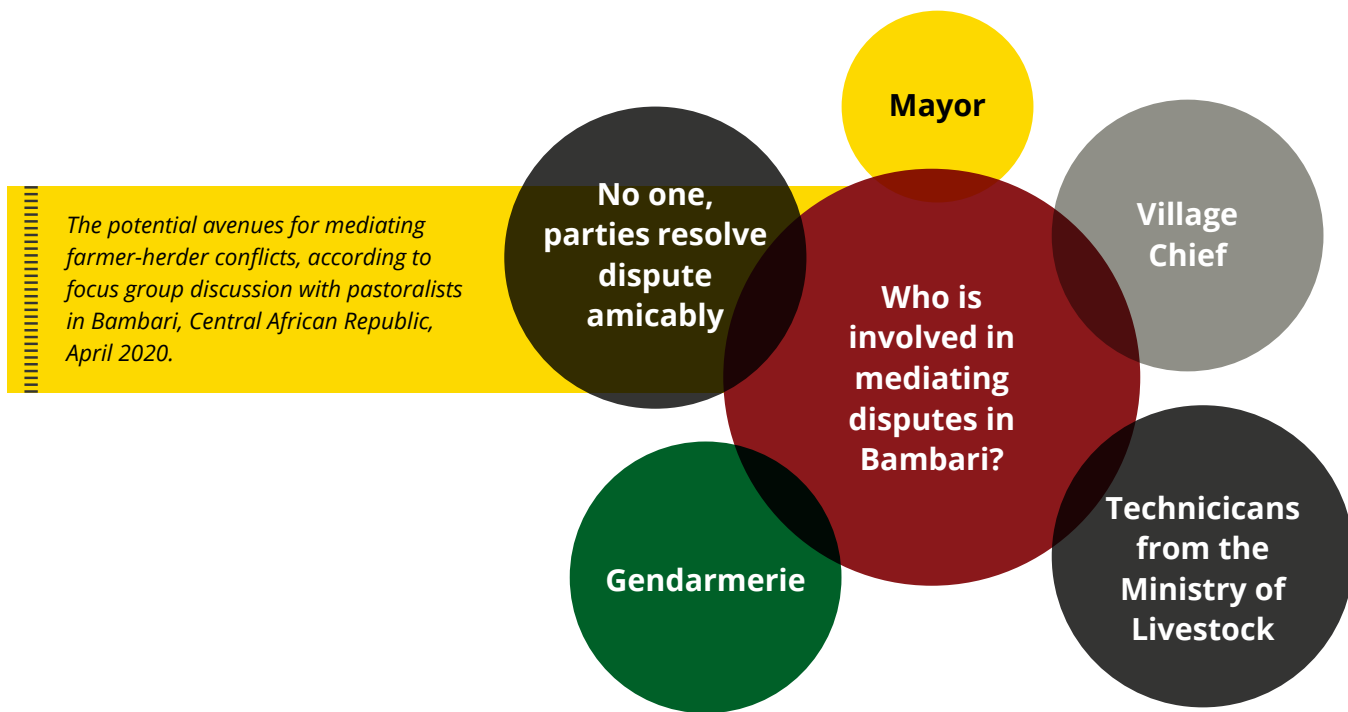 The potential avenues for mediating
farmer-herder conflicts, according to
focus group discussion with pastoralists
in Bambari, Central African Republic,
April 2020.
No one,
parties resolve
dispute
amicably
Mayor
Village
Chief
Who is
involved in
mediating
disputes in
Bambari?
Gendarmerie
Technicicans
from the
Ministry of
Livestock